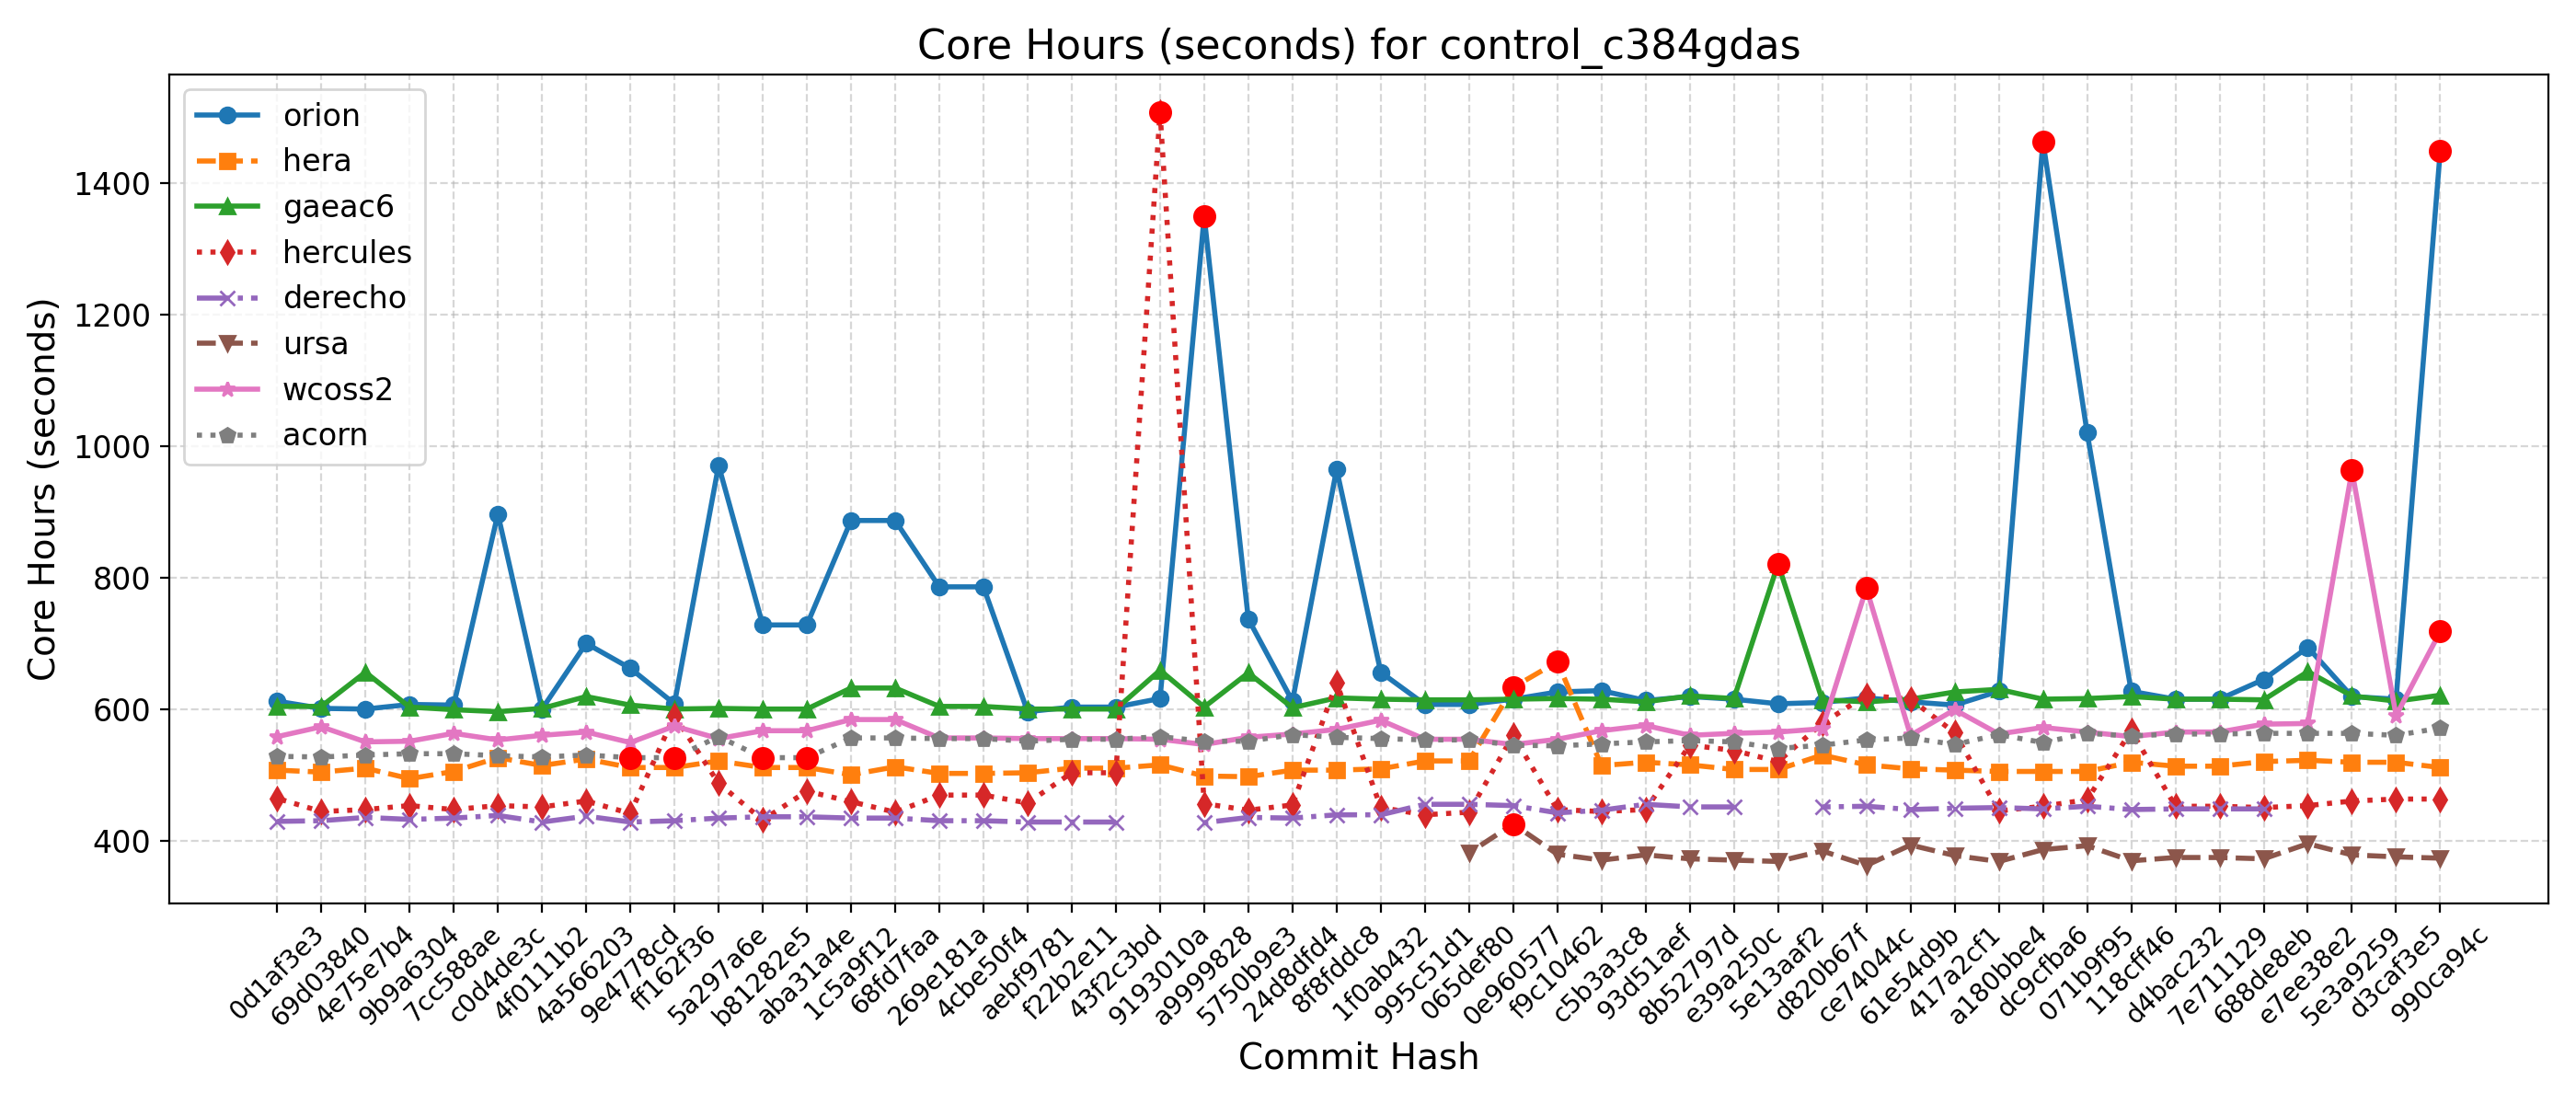 Core Hours (seconds) for control_c384gdas
Core Hours (seconds)
1400
1200
1000
800
600
400
orion
hera
gaeac6
hercules
derecho
ursa
wcoss2
acorn
0d1af3e3
69d03840
4e75e7b4
9b9a6304
7cc588ae
c0d4de3c
4f0111b2
4a566203
9e4778cd
ff162f36
5a297a6e
b81282e5
aba31a4e
1c5a9f12
68fd7faa
269e181a
4cbe50f4
aebf9781
f22b2e11
43f2c3bd
9193010a
a9999828
5750b9e3
24d8dfd4
8f8fddc8
1f0ab432
995c51d1
065def80
0e960577
f9c10462
c5b3a3c8
93d51aef
8b52797d
e39a250c
5e13aaf2
d820b67f
ce74044c
61e54d9b
417a2cf1
a180bbe4
dc9cfba6
071b9f95
118cff46
d4bac232
7e711129
688de8eb
e7ee38e2
5e3a9259
d3caf3e5
990ca94c
Commit Hash